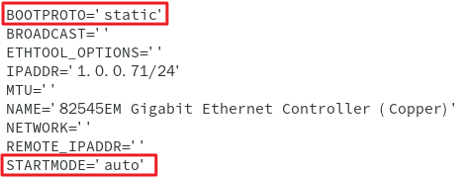 BOOTPROTO='static'
BROADCAST=''
ETHTOOL_OPTIONS=''
IPADDR='1.0.0.71/24'
MTU=''
NAME='82545EM Gigabit Ethernet Controller (Copper)'
NETWORK=''
REMOTE_IPADDR=''
STARTMODE='auto'